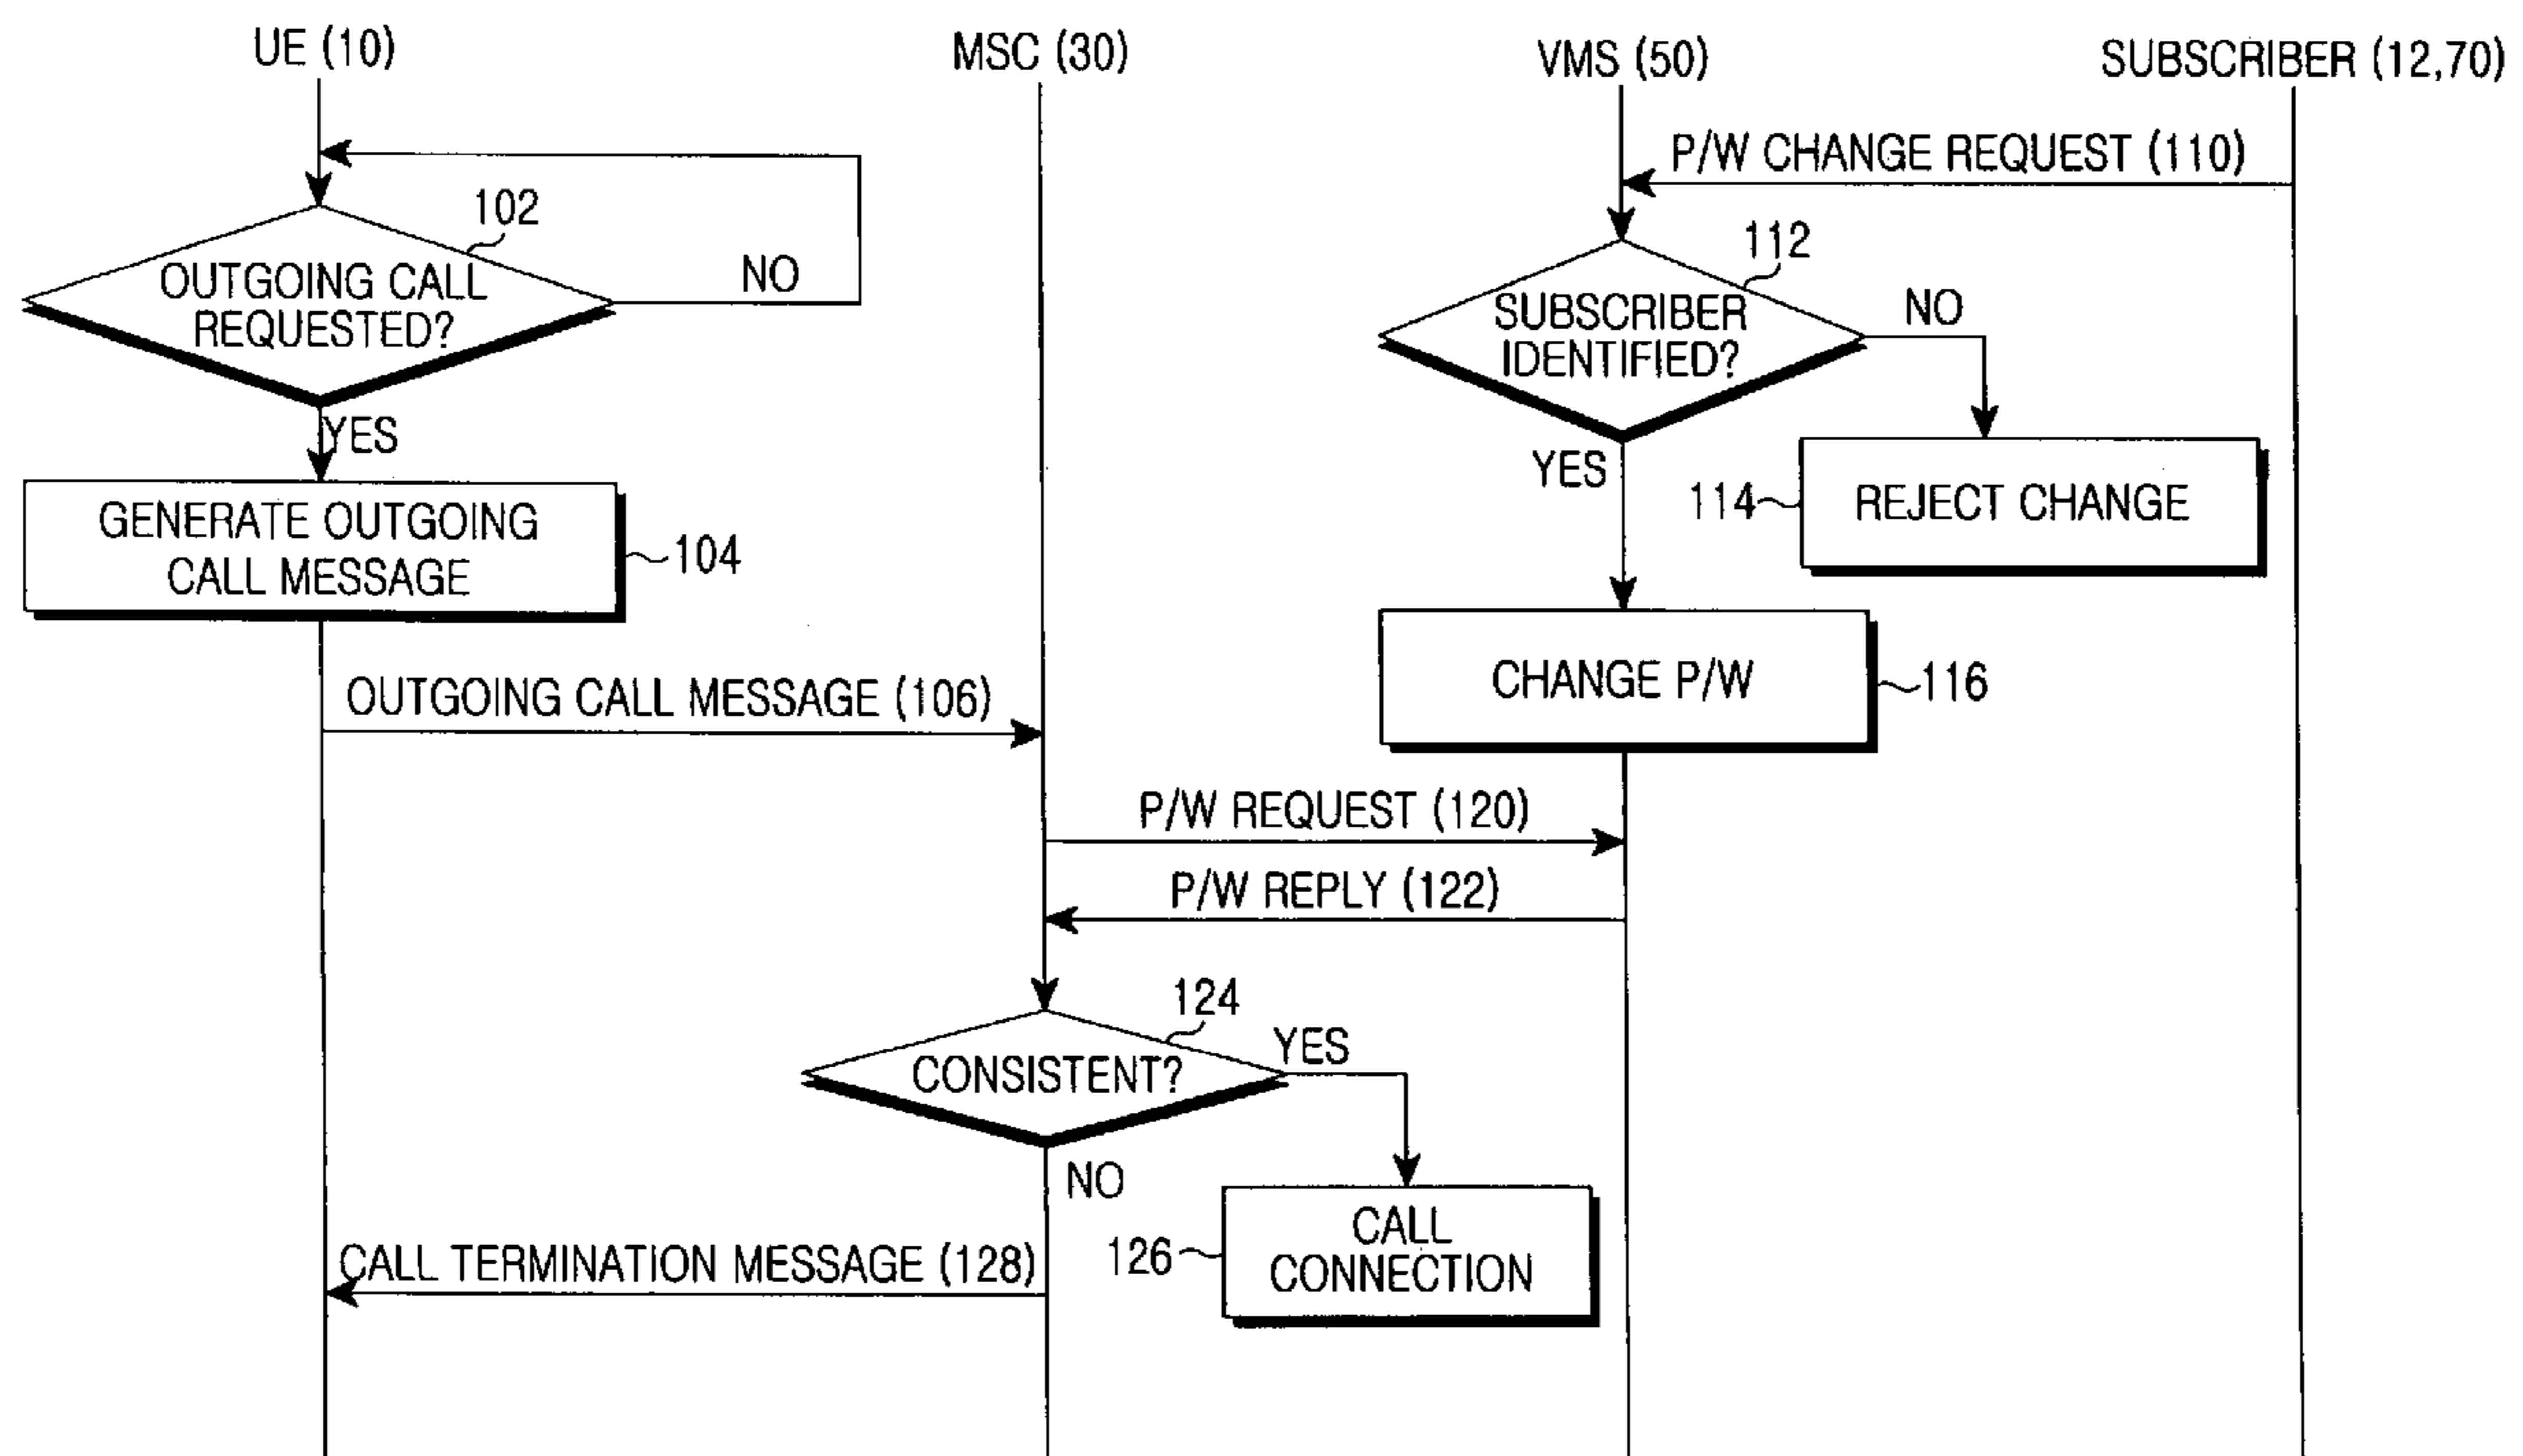 UE (10)
MSC (30)
VMS (50)
SUBSCRIBER (12,70)
P/W CHANGE REQUEST (110)
102
OUTGOING CALL
REQUESTED?
NO
YES
112
SUBSCRIBER
IDENTIFIED?
NO
YES
114
REJECT CHANGE
GENERATE OUTGOING
CALL MESSAGE
104
CHANGE P/W
116
OUTGOING CALL MESSAGE (106)
P/W REQUEST (120)
P/W REPLY (122)
124
CONSISTENT?
YES
NO
126
CALL
CONNECTION
CALL TERMINATION MESSAGE (128)